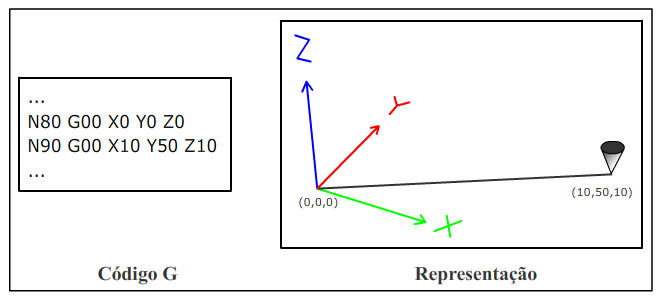 ...
N80 G00 X0 Y0 Z0
N90 G00 X10 Y50 Z10
...
Código G
Z
Y
(10,50,10)
(0,0,0)
X
Representação